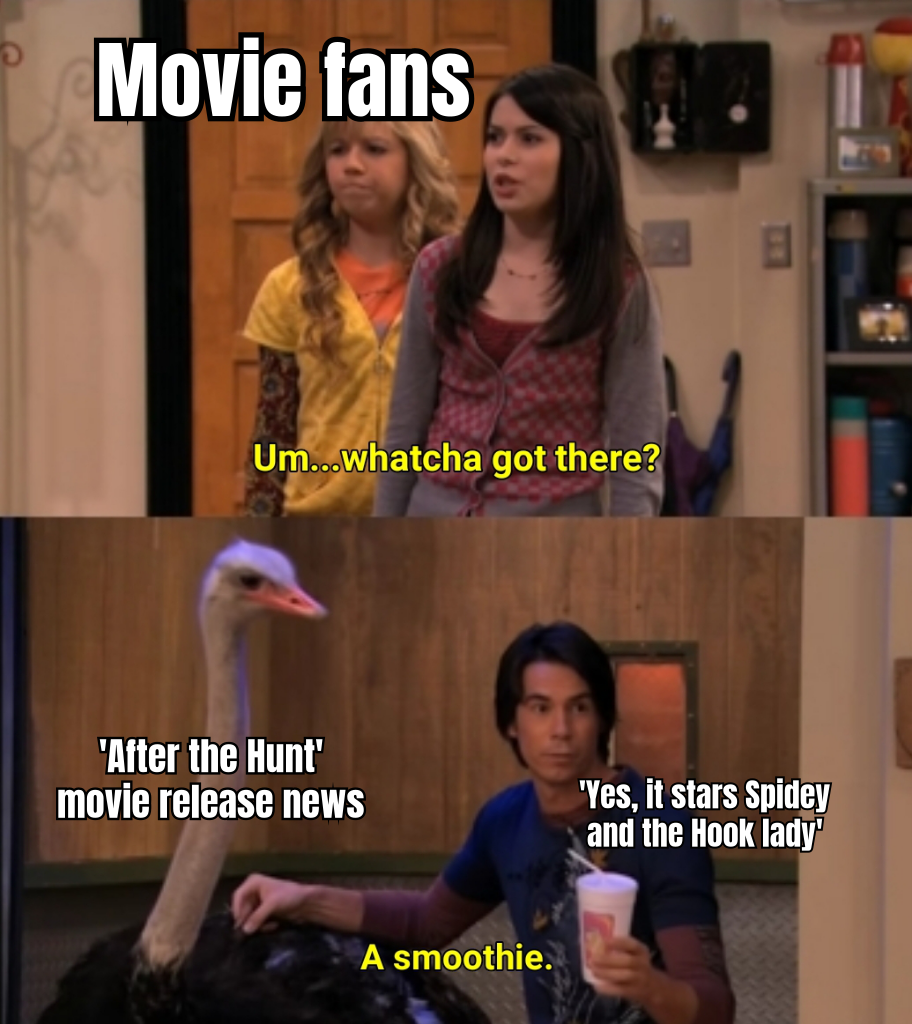 Movie fans
Um...whatcha got there?
'After the Hunt'
movie release news
'Yes, it stars Spidey
and the Hook lady'
A smoothie.